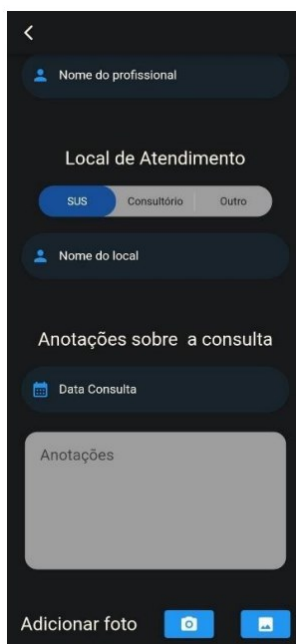 Nome do profissional
Local de Atendimento
SUS Consultório Outro
Nome do local
Anotações sobre a consulta
Data Consulta
Anotações
Adicionar foto